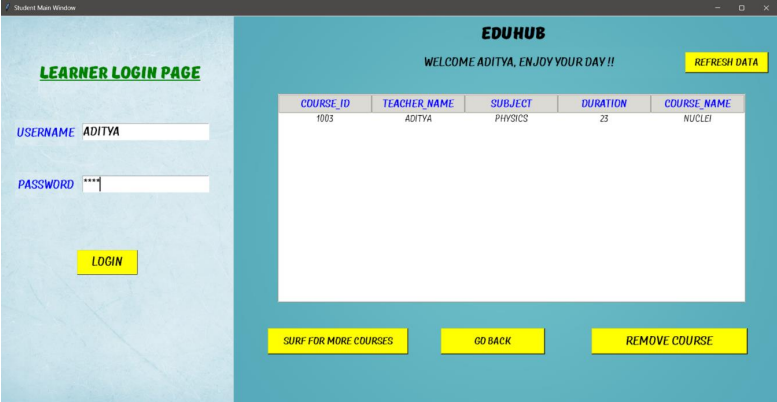 Student Main Window
LEARNER LOGIN PAGE
USERNAME ADITYA
PASSWORD ****
LOGIN
EDUHUB
WELCOME ADITYA, ENJOY YOUR DAY !!
REFRESH DATA
COURSE_ID TEACHER_NAME SUBJECT DURATION COURSE_NAME
1003 ADITYA PHYSICS 23 NUCLEI
SURF FOR MORE COURSES GO BACK REMOVE COURSE